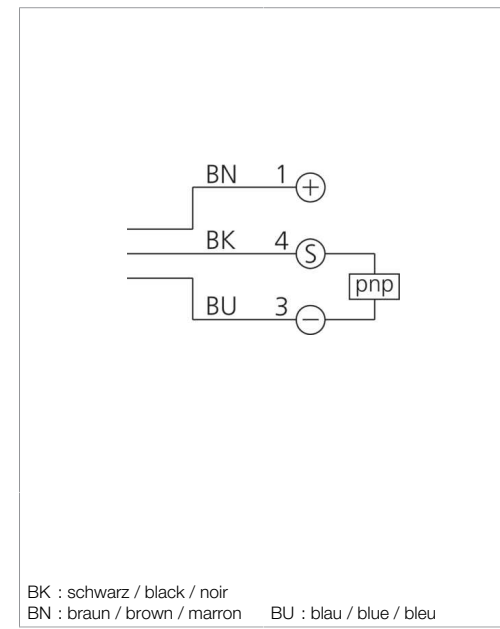 BN 1 +
BK 4 S
pnp
BU 3 −
BK : schwarz / black / noir
BN : braun / brown / marron BU : blau / blue / bleu